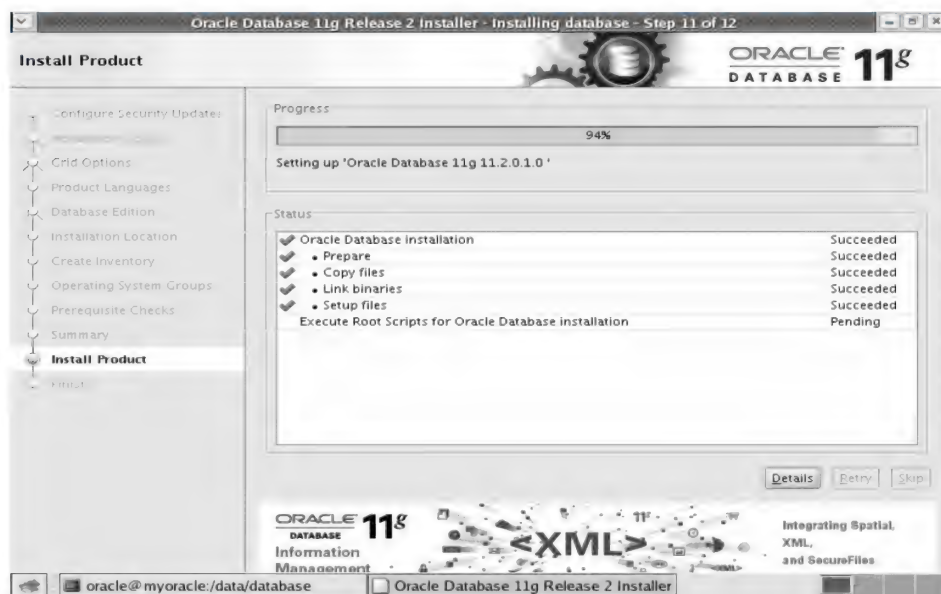 Oracle Database 11g Release 2 Installer - Installing database - Step 11 of 12
Install Product
ORACLE
DATABASE 11g
Configure Security Updates
Grid Options
Product Languages
Database Edition
Installation Location
Create Inventory
Operating System Groups
Prerequisite Checks
Summary
Install Product
Finish
Progress
94%
Setting up 'Oracle Database 11g 11.2.0.1.0 '
Status
Oracle Database installation Succeeded
• Prepare Succeeded
• Copy files Succeeded
• Link binaries Succeeded
• Setup files Succeeded
Execute Root Scripts for Oracle Database installation Pending
Details Retry Skip
ORACLE
DATABASE 11g
Information
Management
<XML>
11g
Integrating Spatial,
XML,
and SecureFiles
oracle@myoracle:/data/database Oracle Database 11g Release 2 Installer